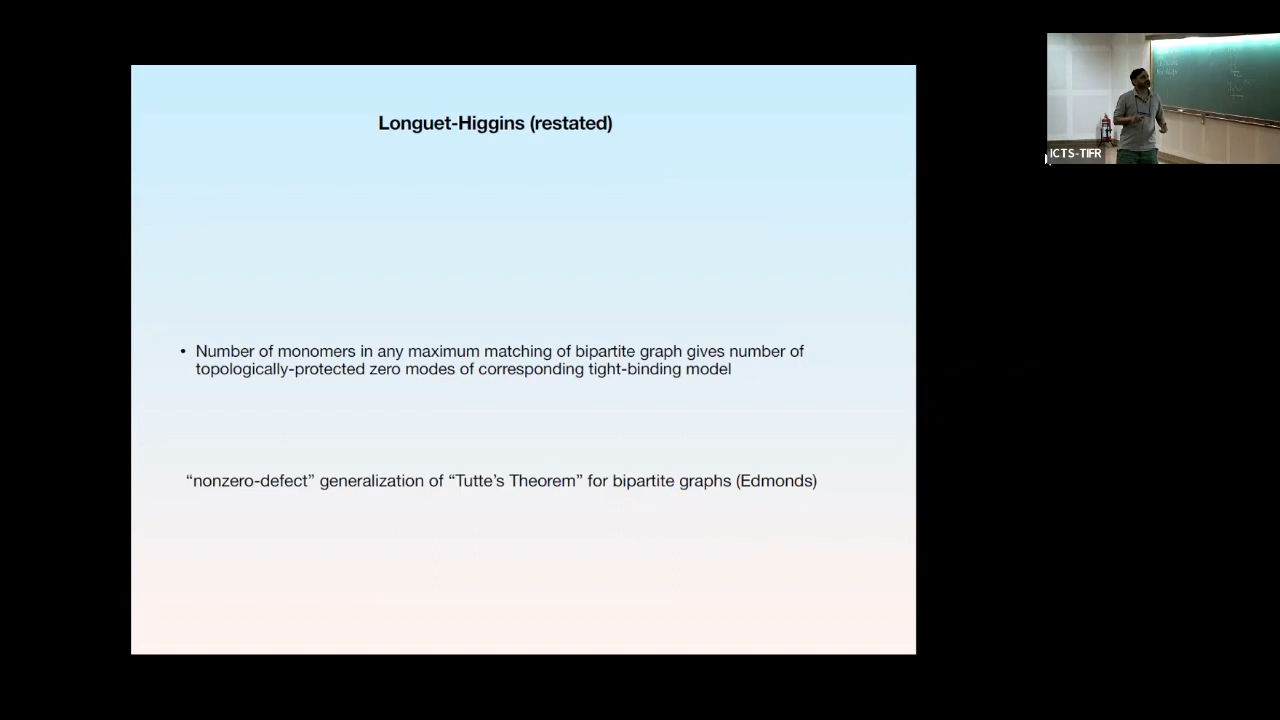 Longuet-Higgins (restated)
• Number of monomers in any maximum matching of bipartite graph gives number of
topologically-protected zero modes of corresponding tight-binding model
“nonzero-defect” generalization of “Tutte’s Theorem” for bipartite graphs (Edmonds)
ICTS-TIFR